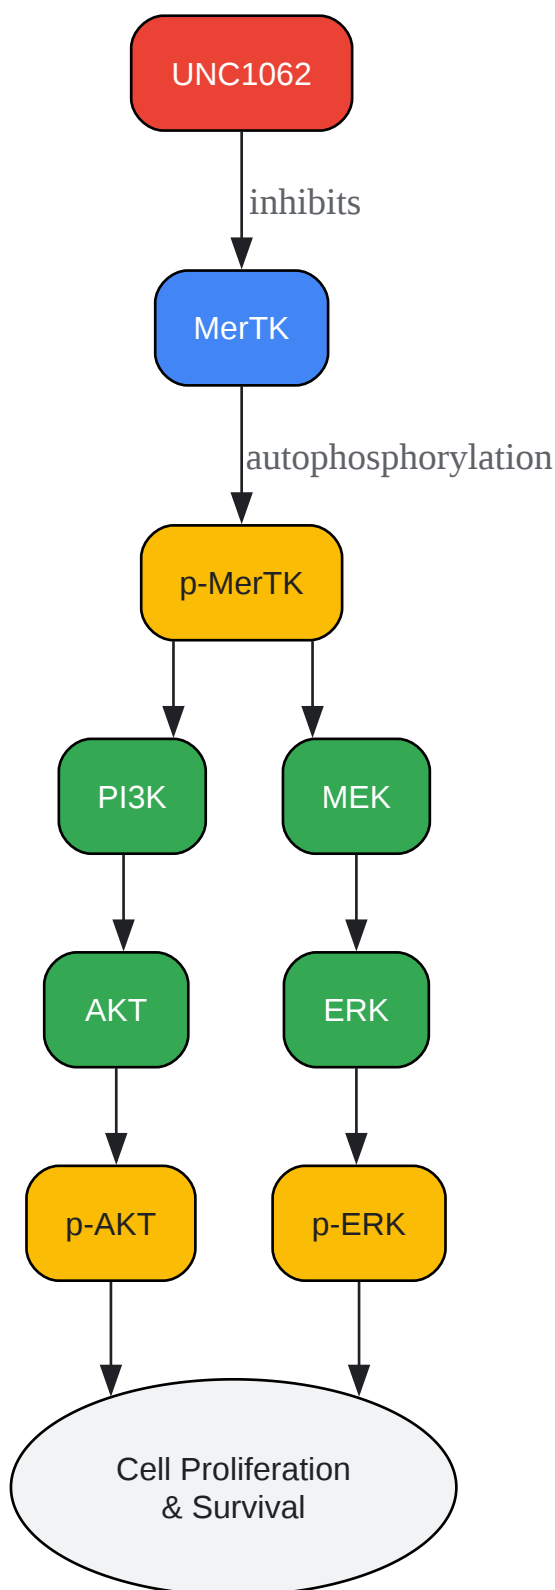 UNC1062
inhibits
MerTK
autophosphorylation
p-MerTK
PI3K
MEK
AKT
ERK
p-AKT
p-ERK
Cell Proliferation
& Survival